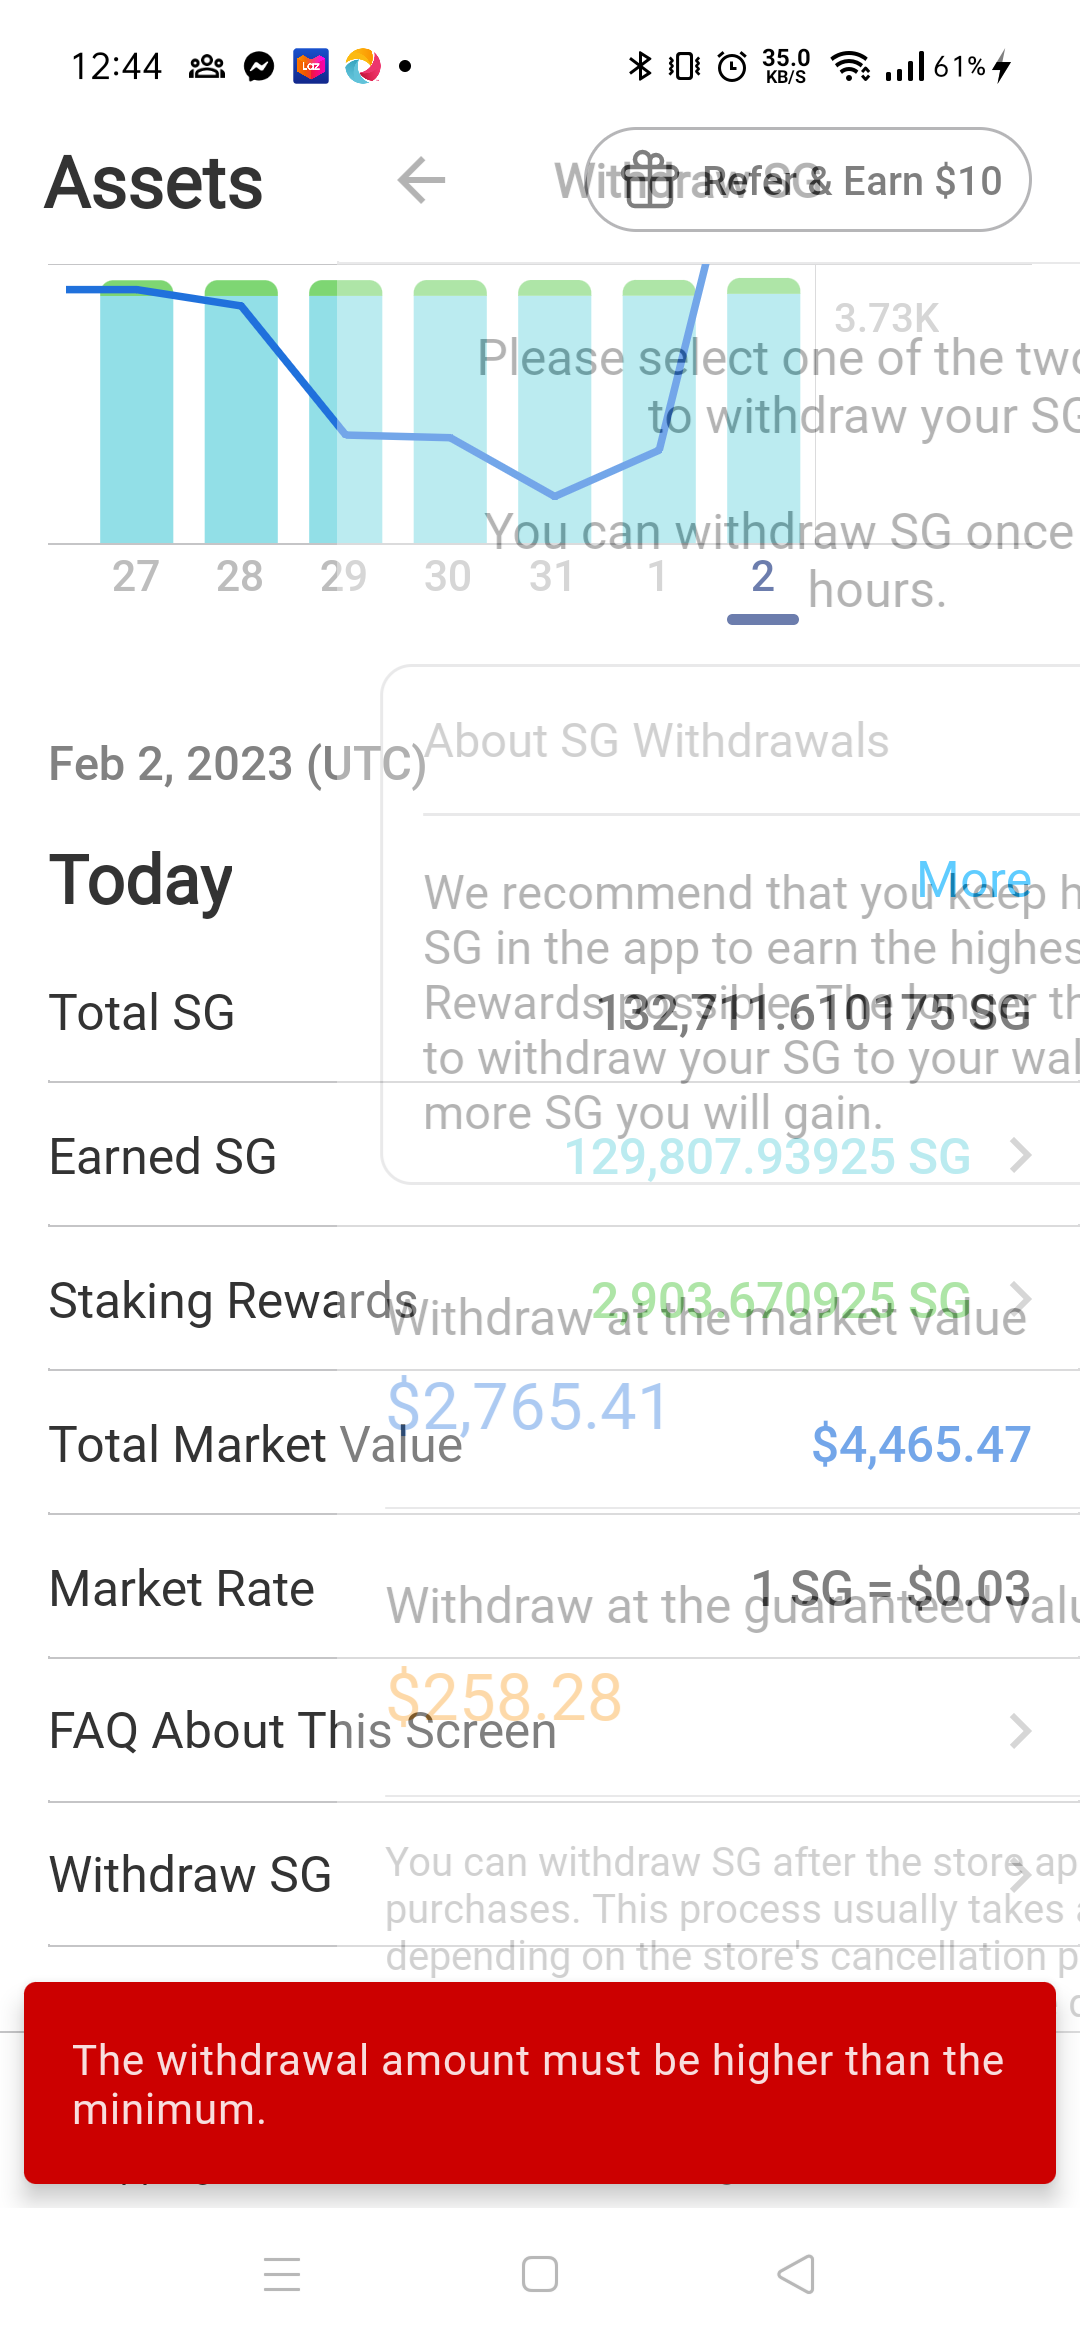 12:44
Laz
35.0
KB/S
61%
Assets
Withdraw SG
Refer & Earn $10
3.73K
Please select one of the two
to withdraw your SG
You can withdraw SG once
hours.
27 28 29 30 31 1 2
Feb 2, 2023 (UTC)
About SG Withdrawals
Today
More
We recommend that you keep
SG in the app to earn the highes
Rewards possible. The longer th
to withdraw your SG to your wal
more SG you will gain.
Total SG
132,711.610175 SG
Earned SG
129,807.93925 SG
Staking Rewards
2,903.670925 SG
Withdraw at the market value
$2,765.41
Total Market Value
$4,465.47
Market Rate
1 SG = $0.03
Withdraw at the guaranteed valu
$258.28
FAQ About This Screen
Withdraw SG
You can withdraw SG after the store ap
purchases. This process usually takes a
depending on the store's cancellation p
The withdrawal amount must be higher than the
minimum.